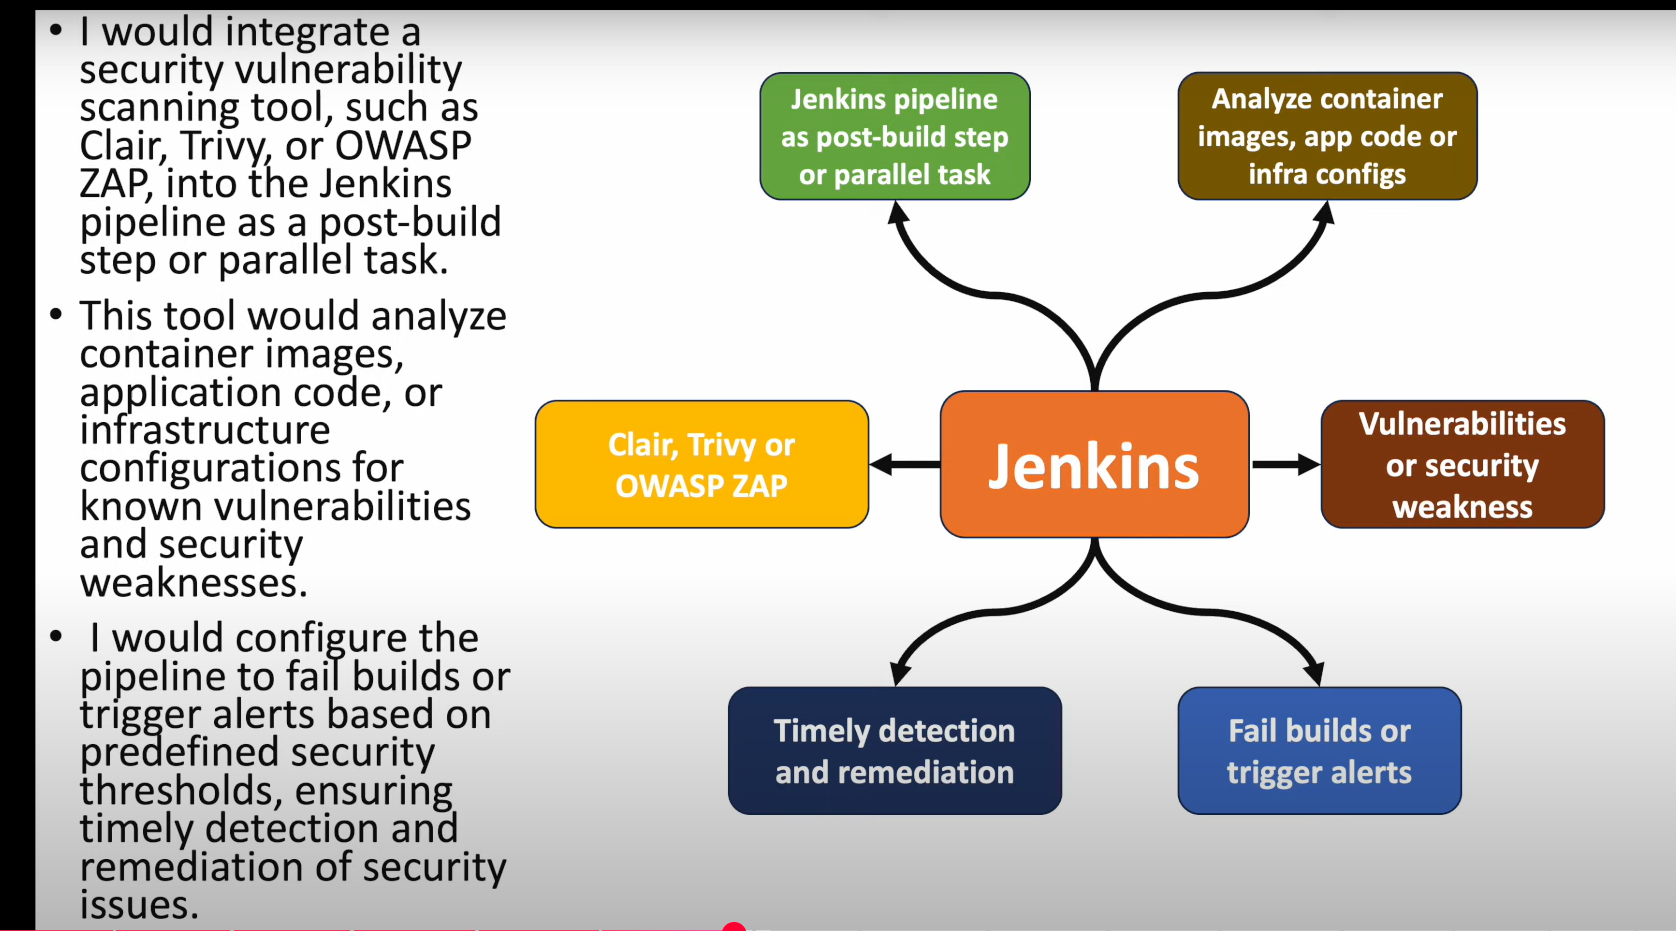 • I would integrate a
security vulnerability
scanning tool, such as
Clair, Trivy, or OWASP
ZAP, into the Jenkins
pipeline as a post-build
step or parallel task.
• This tool would analyze
container images,
application code, or
infrastructure
configurations for
known vulnerabilities
and security
weaknesses.
• I would configure the
pipeline to fail builds or
trigger alerts based on
predefined security
thresholds, ensuring
timely detection and
remediation of security
issues.
Jenkins pipeline
as post-build step
or parallel task
Analyze container
images, app code or
infra configs
Clair, Trivy or
OWASP ZAP
Jenkins
Vulnerabilities
or security
weakness
Timely detection
and remediation
Fail builds or
trigger alerts